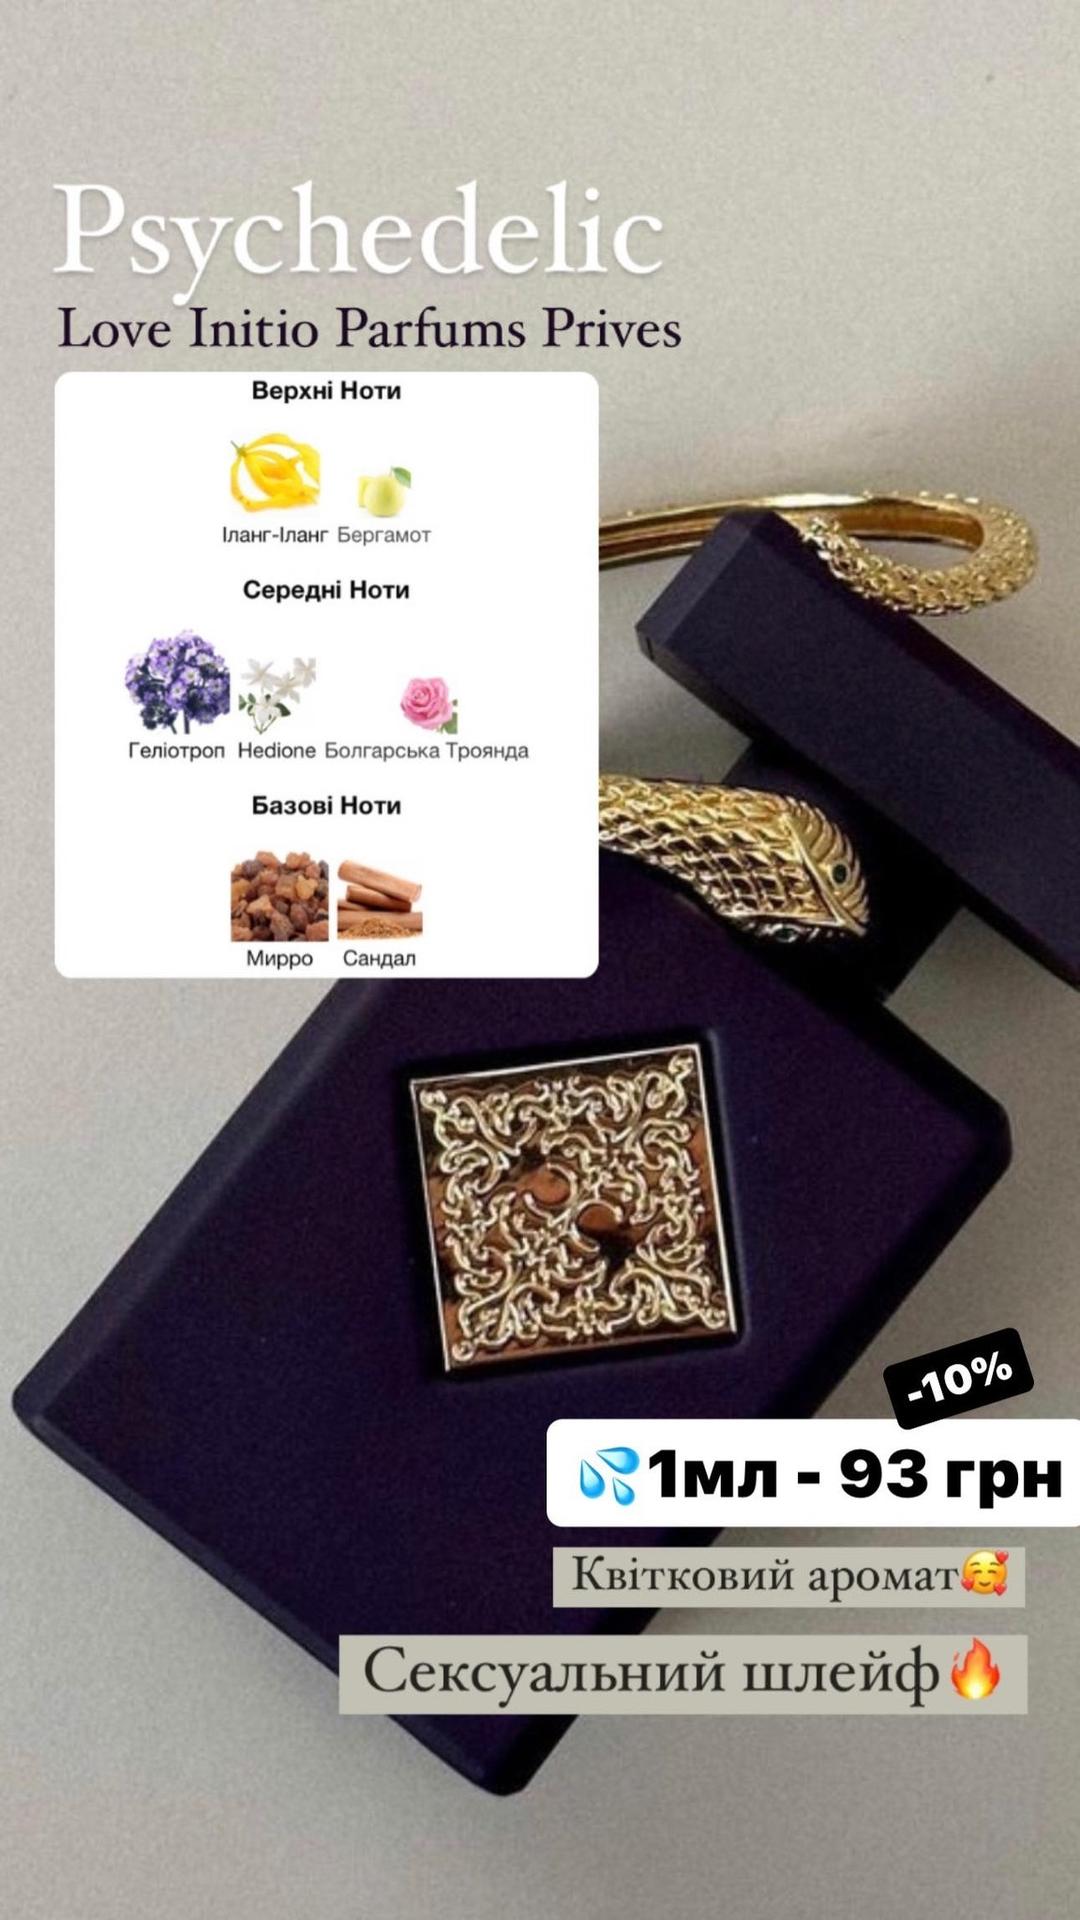 Psychedelic
Love Initio Parfums Prives
Верхні Ноти
Іланг-Іланг Бергамот
Середні Ноти
Геліотроп Hedione Болгарська Троянда
Базові Ноти
Мирро Сандал
-10%
💦1мл - 93 грн
Квітковий аромат🥰
Сексуальний шлейф🔥